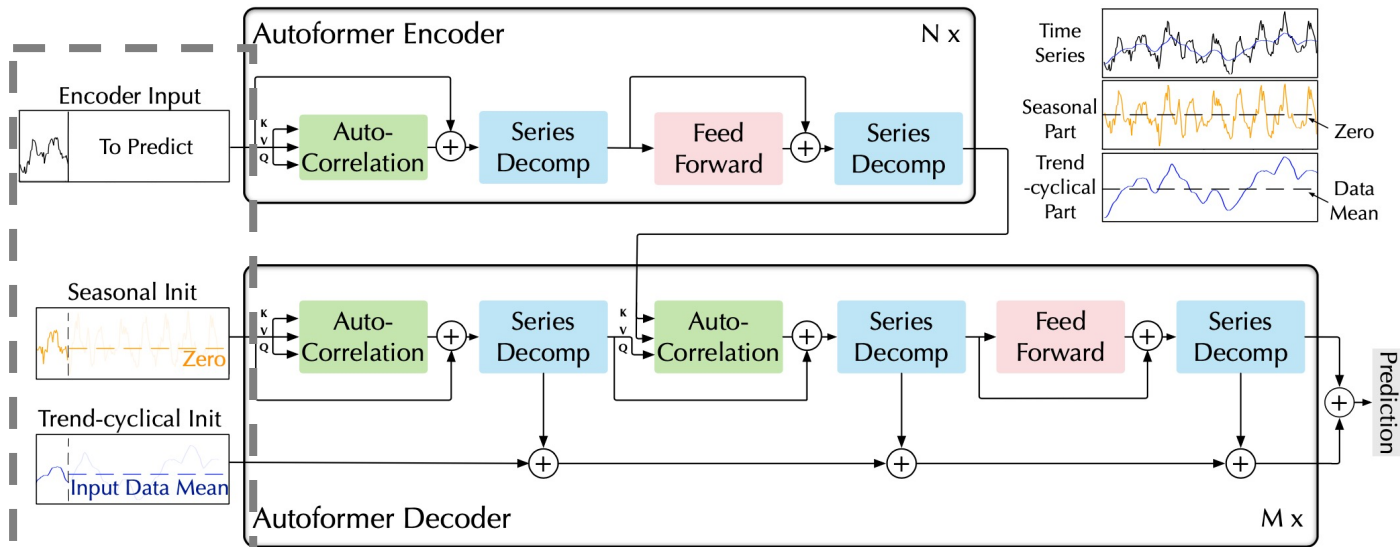 Autoformer Encoder
N x
Encoder Input
To Predict
K
V
Q
Auto-
Correlation
Series
Decomp
Feed
Forward
Series
Decomp
Time
Series
Seasonal
Part
Zero
Trend
-cyclical
Part
Data
Mean
Seasonal Init
Zero
K
V
Q
Auto-
Correlation
Series
Decomp
K
V
Q
Auto-
Correlation
Series
Decomp
Feed
Forward
Series
Decomp
Prediction
Trend-cyclical Init
Input Data Mean
Autoformer Decoder
M x